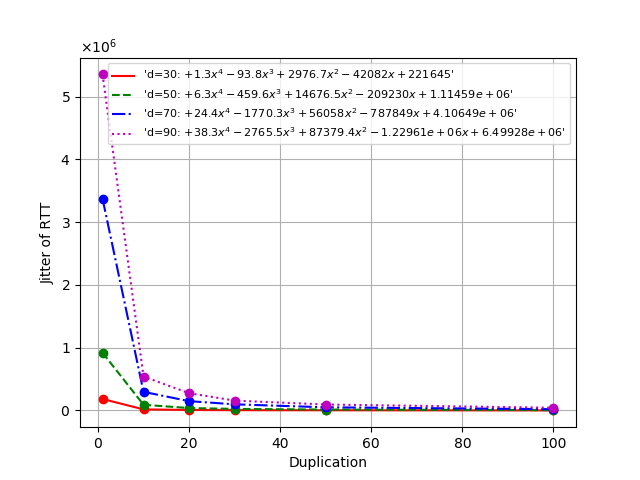 ×10⁶
'd=30: +1.3x⁴ − 93.8x³ + 2976.7x² − 42082x + 221645'
'd=50: +6.3x⁴ − 459.6x³ + 14676.5x² − 209230x + 1.11459e + 06'
'd=70: +24.4x⁴ − 1770.3x³ + 56058x² − 787849x + 4.10649e + 06'
'd=90: +38.3x⁴ − 2765.5x³ + 87379.4x² − 1.22961e + 06x + 6.49928e + 06'
5
4
3
2
1
0
Jitter of RTT
0 20 40 60 80 100
Duplication